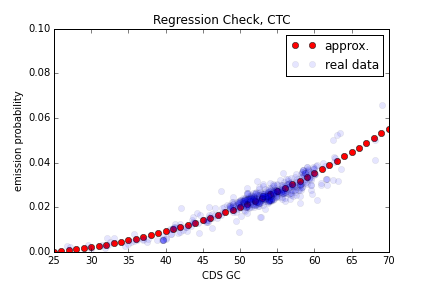 Regression Check, CTC
0.10
0.08
0.06
0.04
0.02
0.00
emission probability
approx.
real data
25 30 35 40 45 50 55 60 65 70
CDS GC